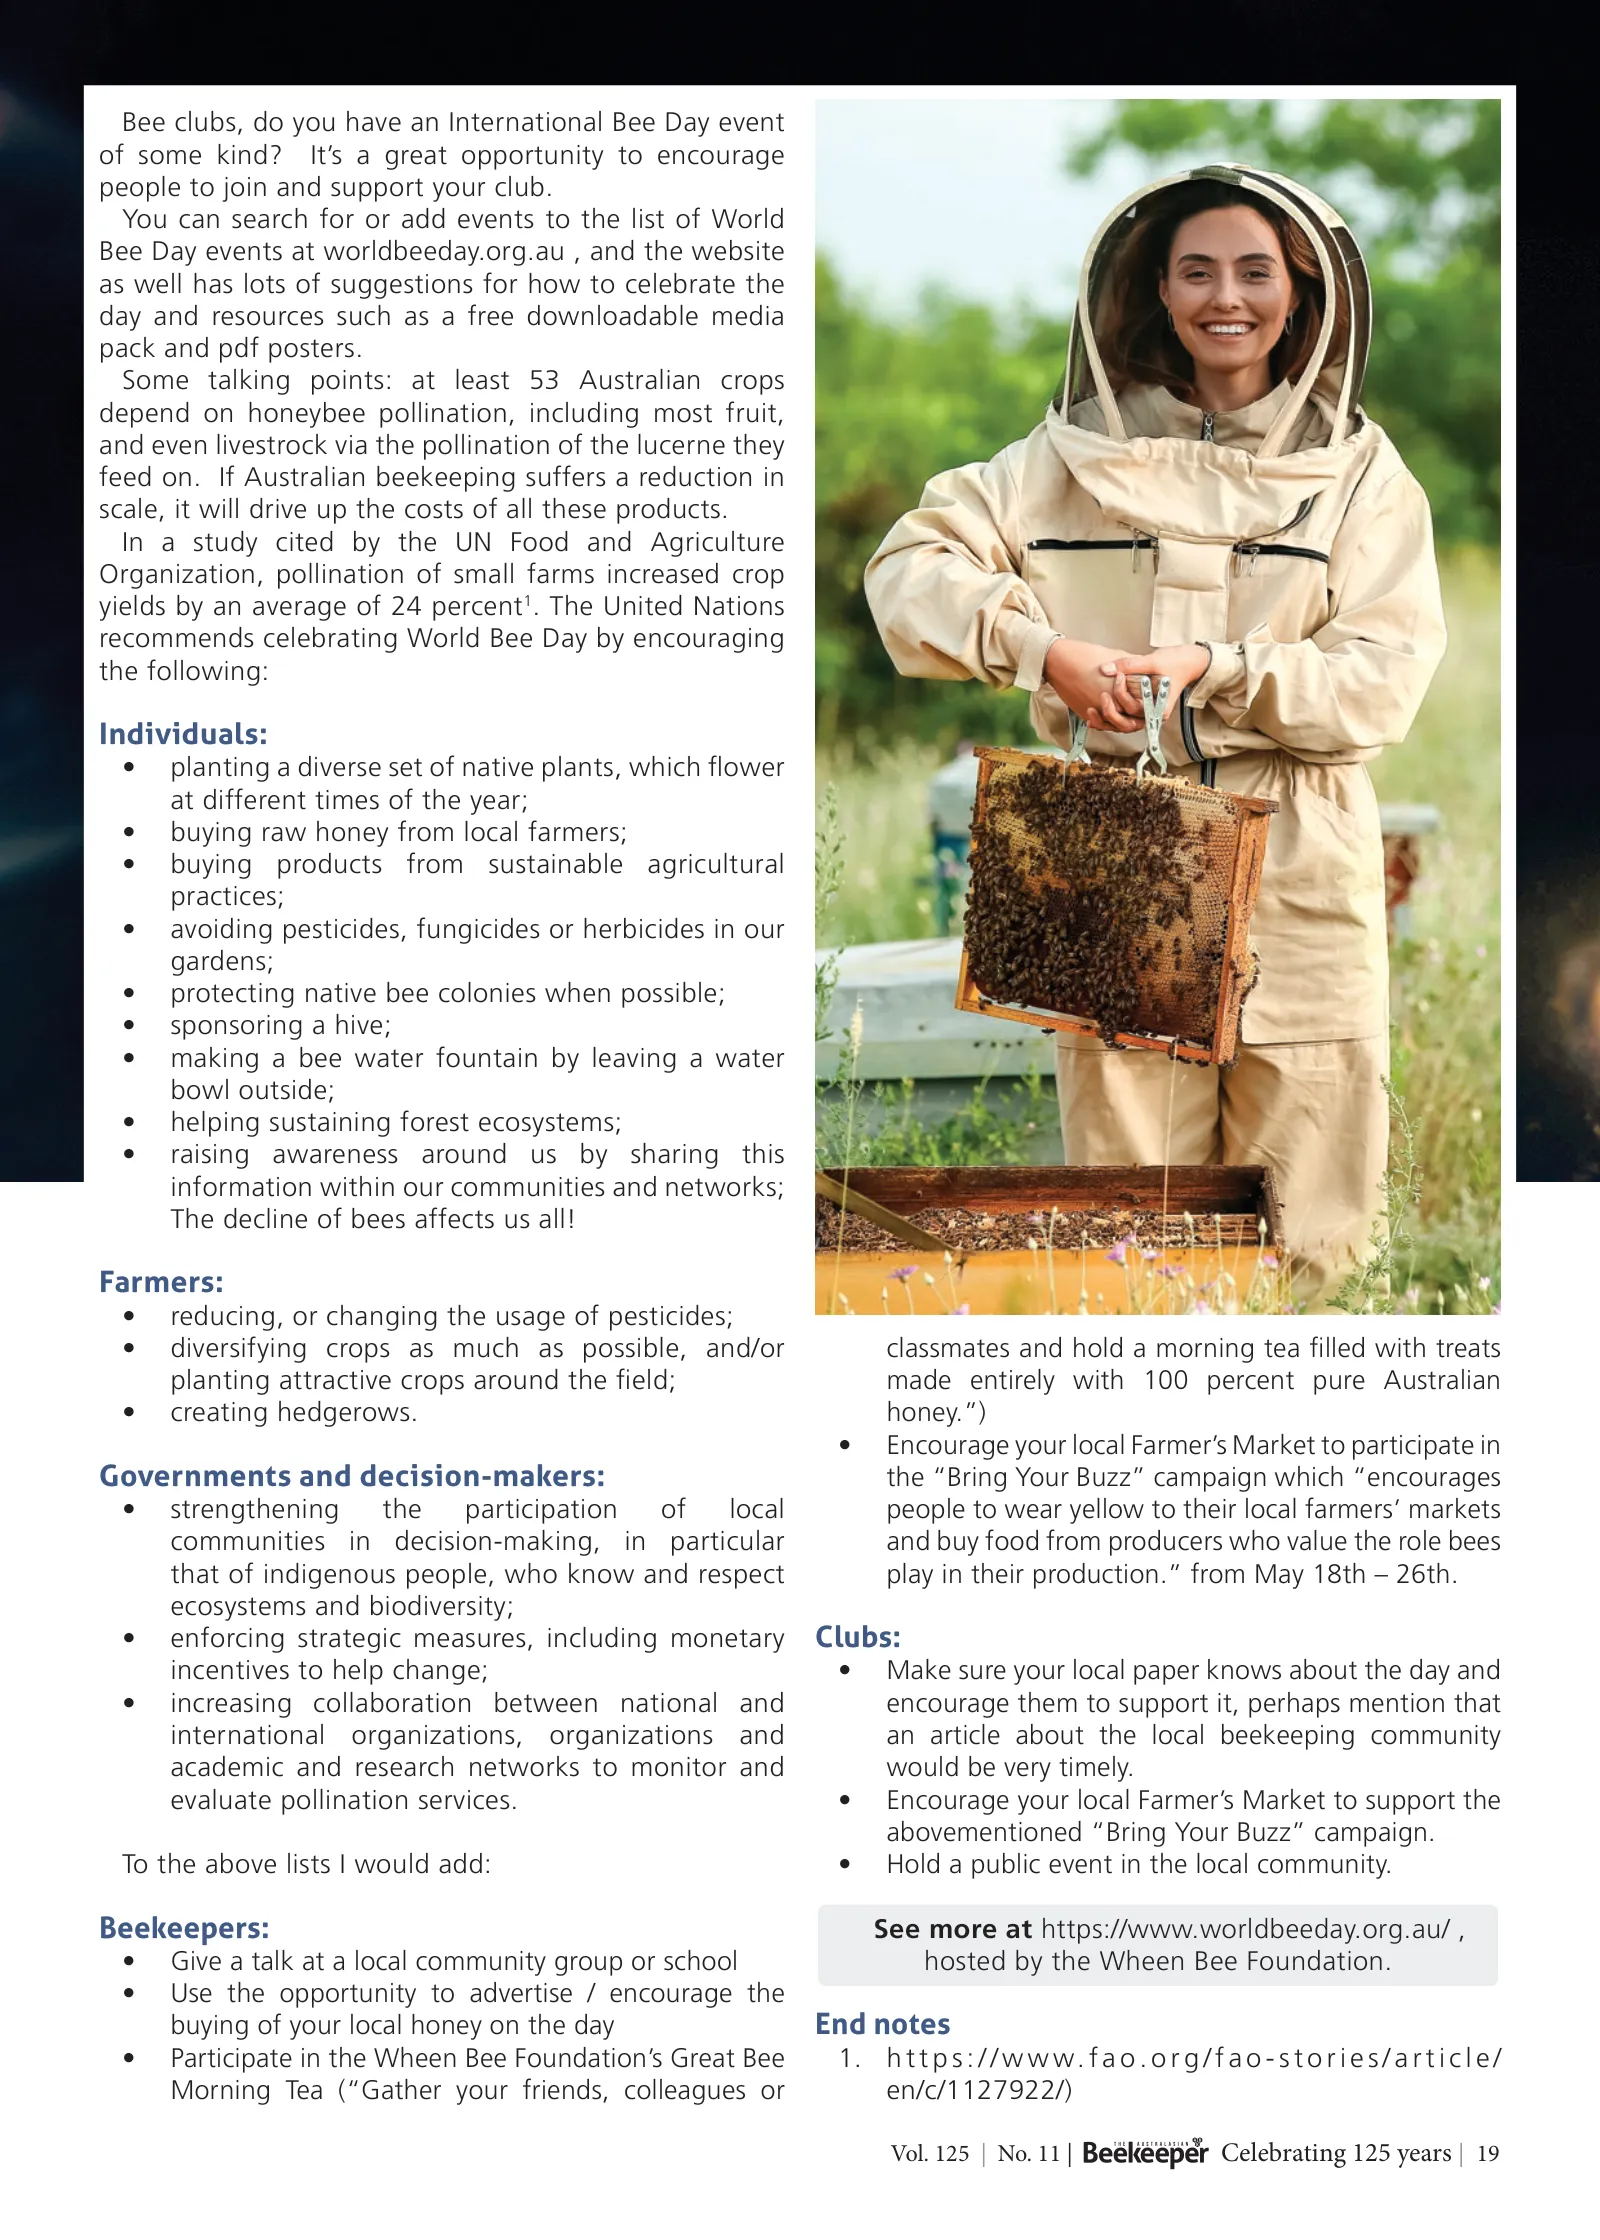 Bee clubs, do you have an International Bee Day event
of some kind?  It’s a great opportunity to encourage
people to join and support your club.
You can search for or add events to the list of World
Bee Day events at worldbeeday.org.au , and the website
as well has lots of suggestions for how to celebrate the
day and resources such as a free downloadable media
pack and pdf posters.
Some talking points: at least 53 Australian crops
depend on honeybee pollination, including most fruit,
and even livestrock via the pollination of the lucerne they
feed on.  If Australian beekeeping suffers a reduction in
scale, it will drive up the costs of all these products.
In a study cited by the UN Food and Agriculture
Organization, pollination of small farms increased crop
yields by an average of 24 percent¹. The United Nations
recommends celebrating World Bee Day by encouraging
the following:
Individuals:
• planting a diverse set of native plants, which flower
at different times of the year;
• buying raw honey from local farmers;
• buying products from sustainable agricultural
practices;
• avoiding pesticides, fungicides or herbicides in our
gardens;
• protecting native bee colonies when possible;
• sponsoring a hive;
• making a bee water fountain by leaving a water
bowl outside;
• helping sustaining forest ecosystems;
• raising awareness around us by sharing this
information within our communities and networks;
The decline of bees affects us all!
Farmers:
• reducing, or changing the usage of pesticides;
• diversifying crops as much as possible, and/or
planting attractive crops around the field;
• creating hedgerows.
Governments and decision-makers:
• strengthening the participation of local
communities in decision-making, in particular
that of indigenous people, who know and respect
ecosystems and biodiversity;
• enforcing strategic measures, including monetary
incentives to help change;
• increasing collaboration between national and
international organizations, organizations and
academic and research networks to monitor and
evaluate pollination services.
To the above lists I would add:
Beekeepers:
• Give a talk at a local community group or school
• Use the opportunity to advertise / encourage the
buying of your local honey on the day
• Participate in the Wheen Bee Foundation’s Great Bee
Morning Tea (“Gather your friends, colleagues or
classmates and hold a morning tea filled with treats
made entirely with 100 percent pure Australian
honey.”)
• Encourage your local Farmer’s Market to participate in
the “Bring Your Buzz” campaign which “encourages
people to wear yellow to their local farmers’ markets
and buy food from producers who value the role bees
play in their production.” from May 18th – 26th.
Clubs:
• Make sure your local paper knows about the day and
encourage them to support it, perhaps mention that
an article about the local beekeeping community
would be very timely.
• Encourage your local Farmer’s Market to support the
abovementioned “Bring Your Buzz” campaign.
• Hold a public event in the local community.
See more at https://www.worldbeeday.org.au/ ,
hosted by the Wheen Bee Foundation.
End notes
1. https://www.fao.org/fao-stories/article/
en/c/1127922/)
Vol. 125 | No. 11 | THE AUSTRALASIAN Beekeeper Celebrating 125 years | 19